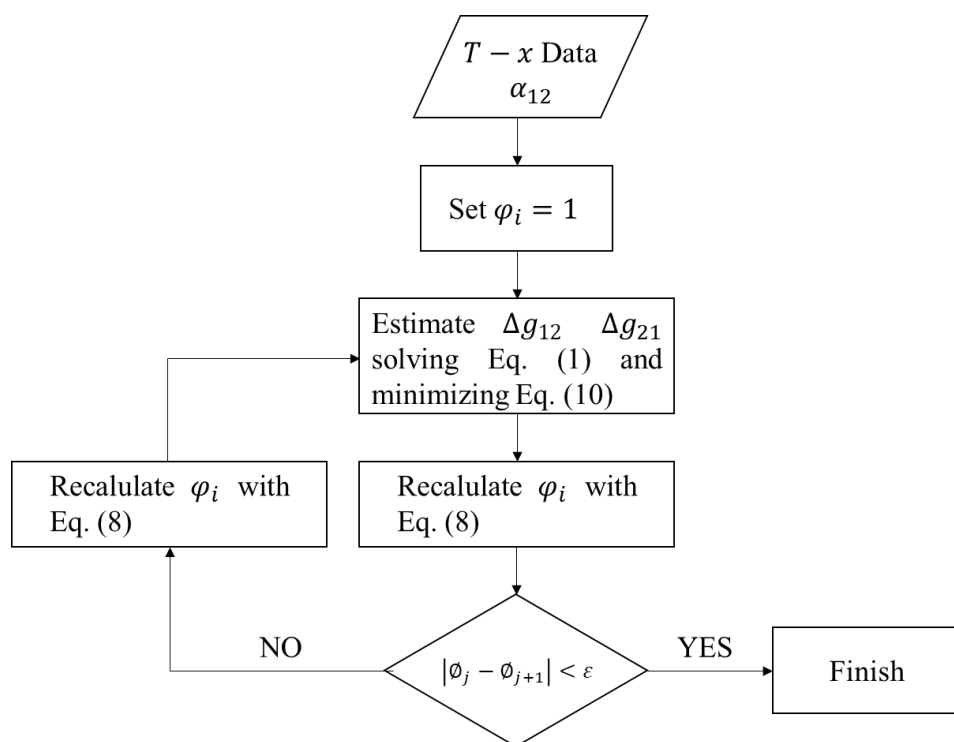 T − x Data
α₁₂
Set φᵢ = 1
Estimate Δg₁₂ Δg₂₁
solving Eq. (1) and
minimizing Eq. (10)
Recalulate φᵢ with
Eq. (8)
Recalulate φᵢ with
Eq. (8)
NO
|∅ⱼ − ∅ⱼ₊₁| < ε
YES
Finish